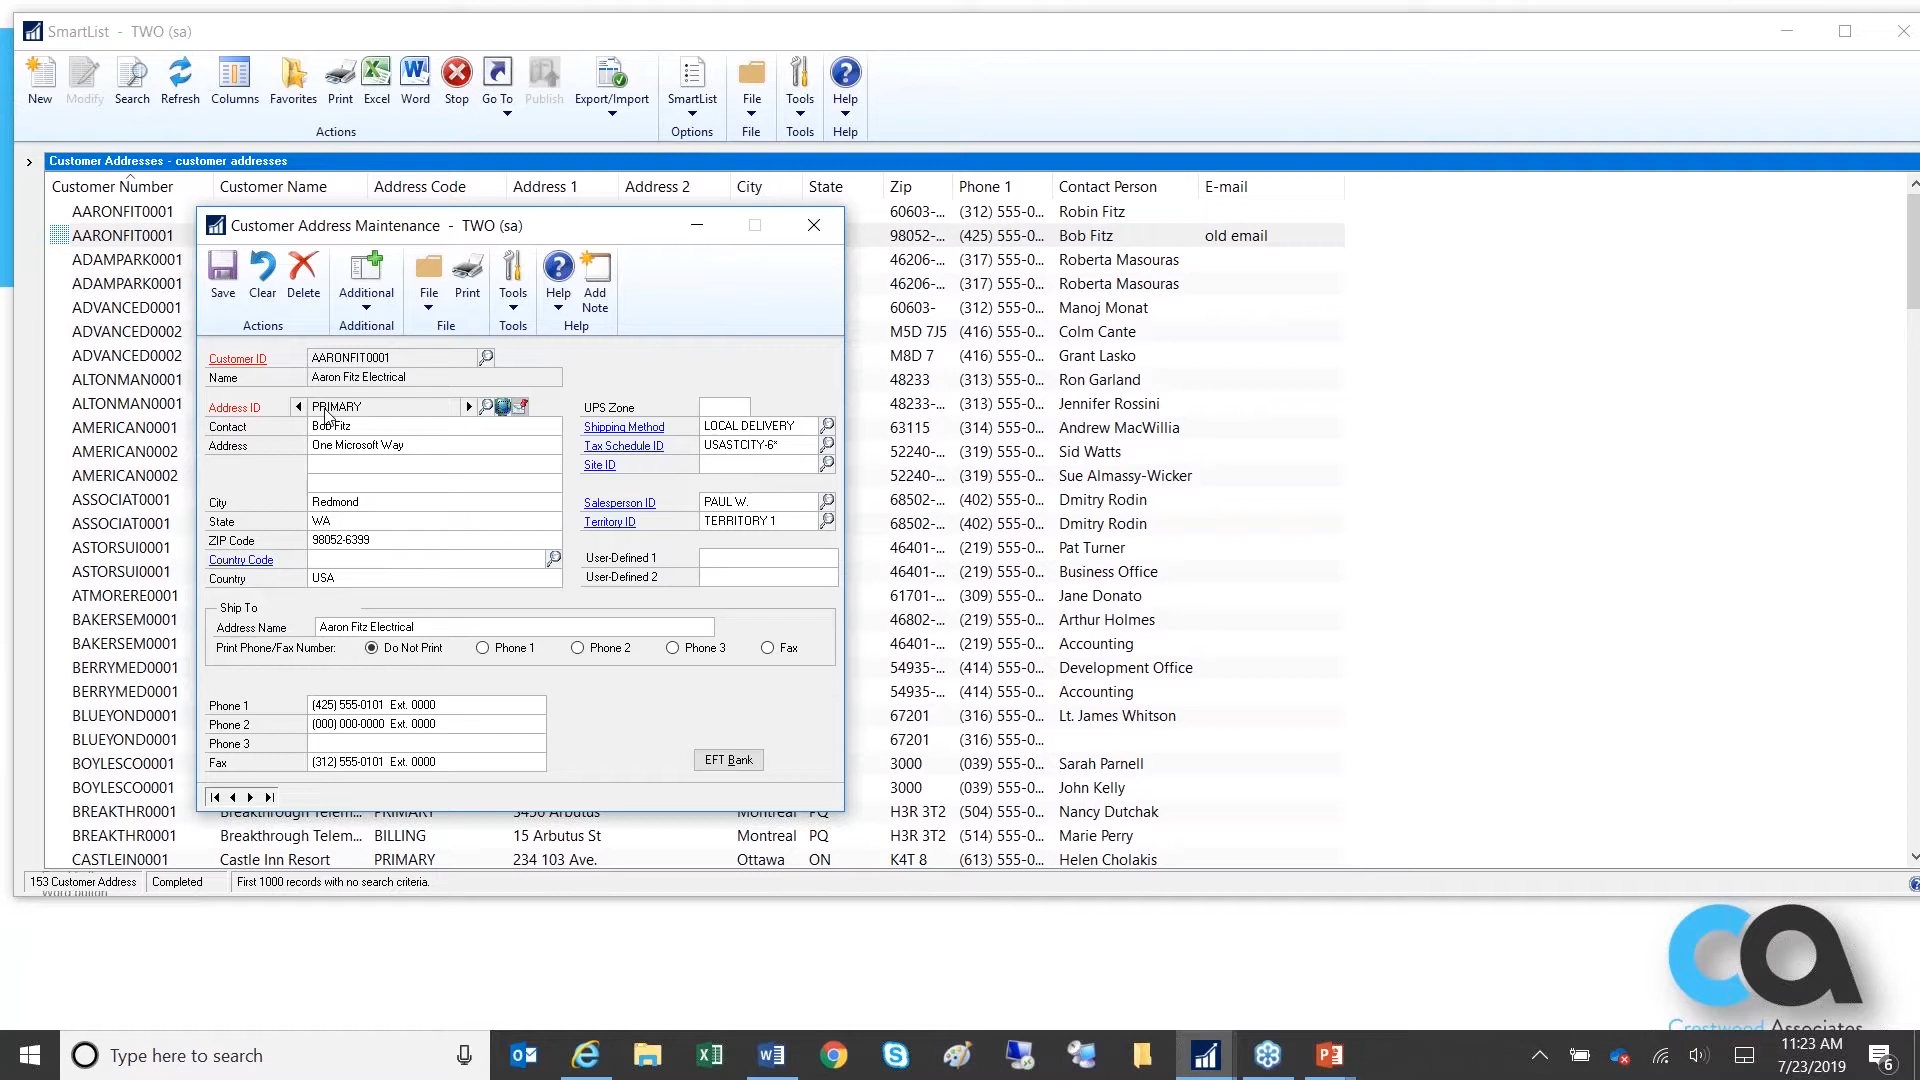 SmartList - TWO (sa)
New Modify Search Refresh Columns Favorites Print Excel Word Stop Go To Publish Export/Import SmartList File Tools Help
Actions Options File Tools Help
Customer Addresses - customer addresses
Customer Number Customer Name Address Code Address 1 Address 2 City State Zip Phone 1 Contact Person E-mail
AARONFIT0001 60603-... (312) 555-0... Robin Fitz
AARONFIT0001 98052-... (425) 555-0... Bob Fitz old email
ADAMPARK0001 46206-... (317) 555-0... Roberta Masouras
ADAMPARK0001 46206-... (317) 555-0... Roberta Masouras
ADVANCED0001 60603- (312) 555-0... Manoj Monat
ADVANCED0002 M5D 7J5 (416) 555-0... Colm Cante
ADVANCED0002 M8D 7 (416) 555-0... Grant Lasko
ALTONMAN0001 48233 (313) 555-0... Ron Garland
ALTONMAN0001 48233-... (313) 555-0... Jennifer Rossini
AMERICAN0001 63115 (314) 555-0... Andrew MacWillia
AMERICAN0002 52240-... (319) 555-0... Sid Watts
AMERICAN0002 52240-... (319) 555-0... Sue Almassy-Wicker
ASSOCIAT0001 68502-... (402) 555-0... Dmitry Rodin
ASSOCIAT0001 68502-... (402) 555-0... Dmitry Rodin
ASTORSUI0001 46401-... (219) 555-0... Pat Turner
ASTORSUI0001 46401-... (219) 555-0... Business Office
ATMORERE0001 61701-... (309) 555-0... Jane Donato
BAKERSEM0001 46802-... (219) 555-0... Arthur Holmes
BAKERSEM0001 46401-... (219) 555-0... Accounting
BERRYMED0001 54935-... (414) 555-0... Development Office
BERRYMED0001 54935-... (414) 555-0... Accounting
BLUEYOND0001 67201 (316) 555-0... Lt. James Whitson
BLUEYOND0001 67201 (316) 555-0...
BOYLESCO0001 3000 (039) 555-0... Sarah Parnell
BOYLESCO0001 3000 (039) 555-0... John Kelly
BREAKTHR0001 Breakthrough Telem... PRIMARY 3456 Arbutus Montreal PQ H3R 3T2 (504) 555-0... Nancy Dutchak
BREAKTHR0001 Breakthrough Telem... BILLING 15 Arbutus St Montreal PQ H3R 3T2 (514) 555-0... Marie Perry
CASTLEIN0001 Castle Inn Resort PRIMARY 234 103 Ave. Ottawa ON K4T 8 (613) 555-0... Helen Cholakis
153 Customer Address Completed First 1000 records with no search criteria.
Customer Address Maintenance - TWO (sa)
Save Clear Delete Additional File Print Tools Help Add Note
Actions Additional File Tools Help
Customer ID AARONFIT0001
Name Aaron Fitz Electrical
Address ID PRIMARY UPS Zone
Contact Bob Fitz Shipping Method LOCAL DELIVERY
Address One Microsoft Way Tax Schedule ID USASTCITY-6*
Site ID
City Redmond Salesperson ID PAUL W.
State WA Territory ID TERRITORY 1
ZIP Code 98052-6399
Country Code User-Defined 1
Country USA User-Defined 2
Ship To
Address Name Aaron Fitz Electrical
Print Phone/Fax Number: Do Not Print Phone 1 Phone 2 Phone 3 Fax
Phone 1 (425) 555-0101 Ext. 0000
Phone 2 (000) 000-0000 Ext. 0000
Phone 3
Fax (312) 555-0101 Ext. 0000 EFT Bank
ca
Crestwood Associates
Type here to search
11:23 AM
7/23/2019
6